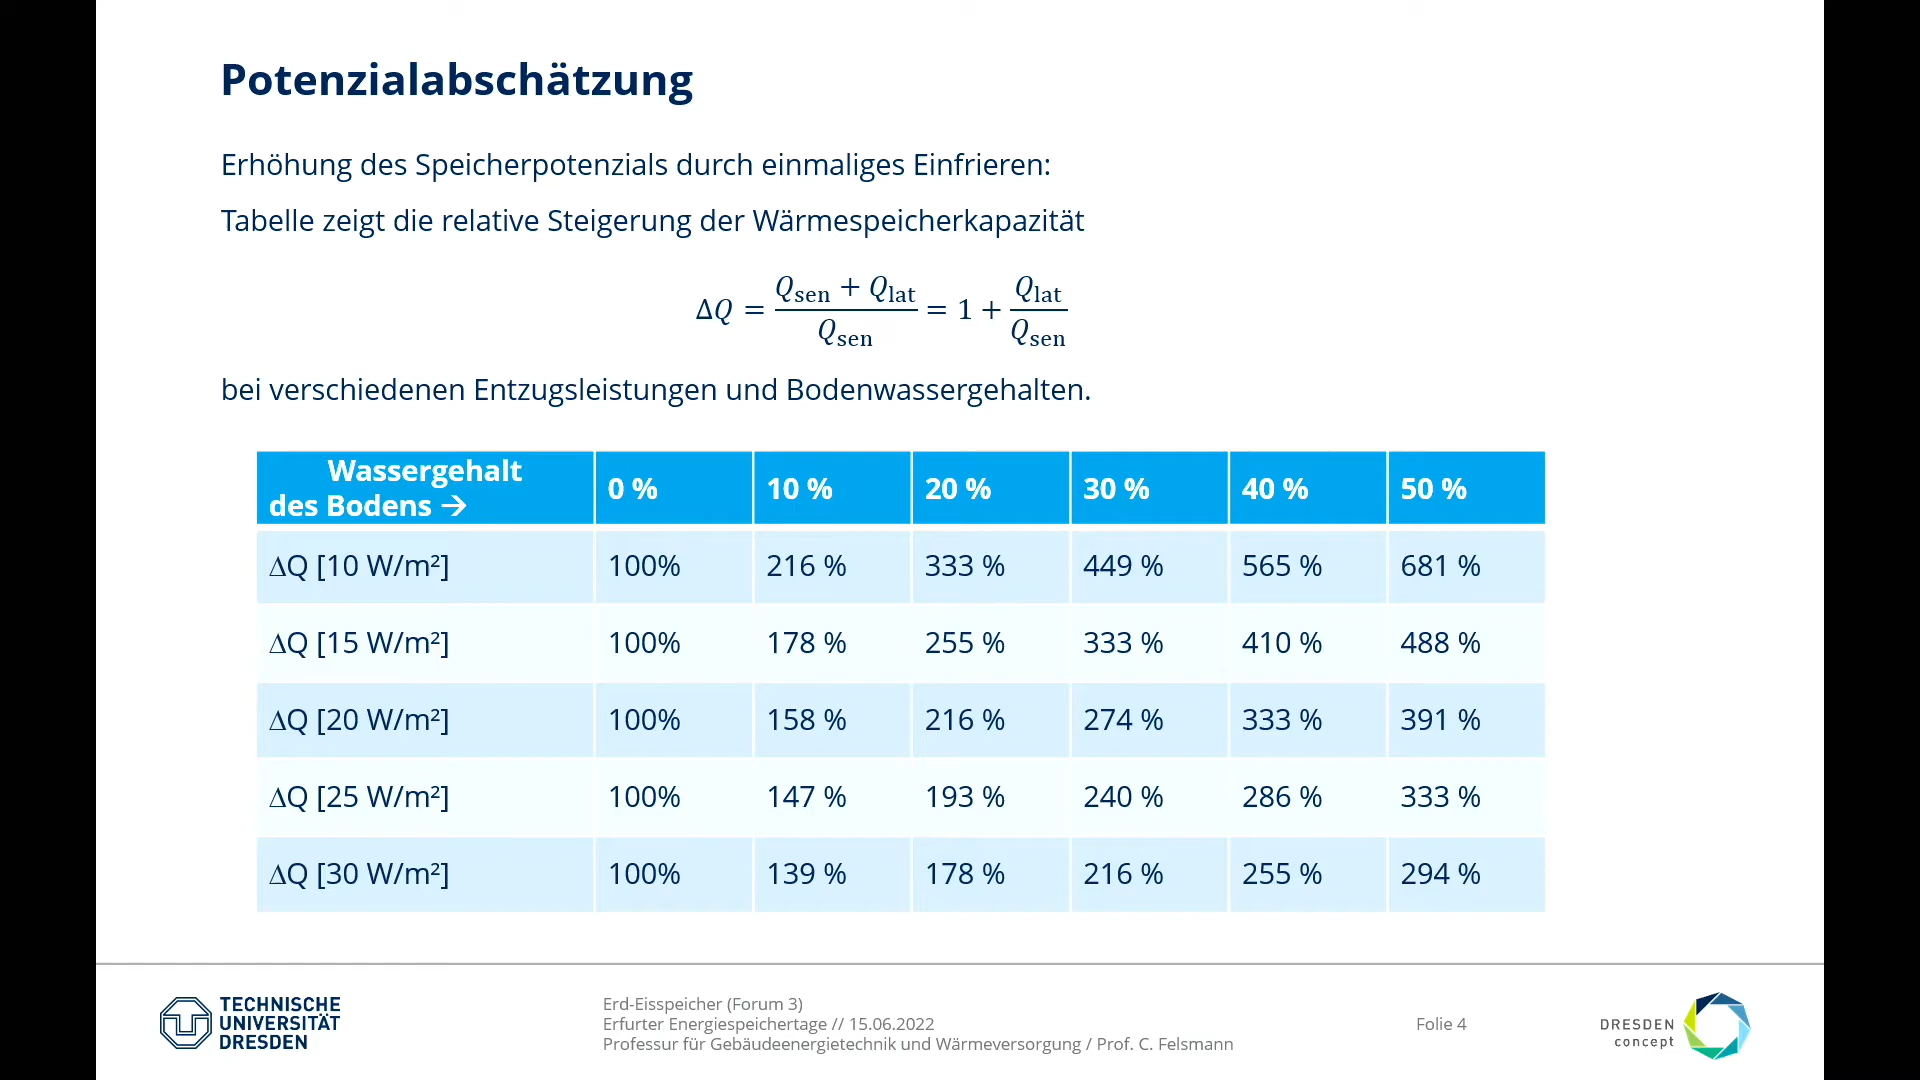 Potenzialabschätzung
Erhöhung des Speicherpotenzials durch einmaliges Einfrieren:
Tabelle zeigt die relative Steigerung der Wärmespeicherkapazität
ΔQ = (Qsen + Qlat)/Qsen = 1 + Qlat/Qsen
bei verschiedenen Entzugsleistungen und Bodenwassergehalten.
Wassergehalt
des Bodens → 0 % 10 % 20 % 30 % 40 % 50 %
ΔQ [10 W/m²] 100% 216 % 333 % 449 % 565 % 681 %
ΔQ [15 W/m²] 100% 178 % 255 % 333 % 410 % 488 %
ΔQ [20 W/m²] 100% 158 % 216 % 274 % 333 % 391 %
ΔQ [25 W/m²] 100% 147 % 193 % 240 % 286 % 333 %
ΔQ [30 W/m²] 100% 139 % 178 % 216 % 255 % 294 %
TECHNISCHE
UNIVERSITÄT
DRESDEN
Erd-Eisspeicher (Forum 3)
Erfurter Energiespeichertage // 15.06.2022
Professur für Gebäudeenergietechnik und Wärmeversorgung / Prof. C. Felsmann
Folie 4
DRESDEN
concept